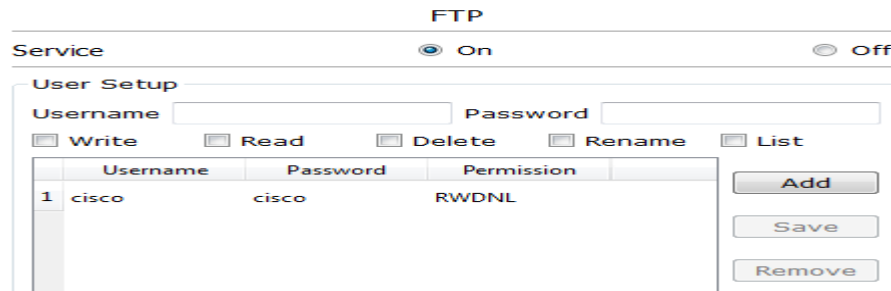 FTP
Service On Off
User Setup
Username Password
Write Read Delete Rename List
Username Password Permission
Add
1 cisco cisco RWDNL
Save
Remove